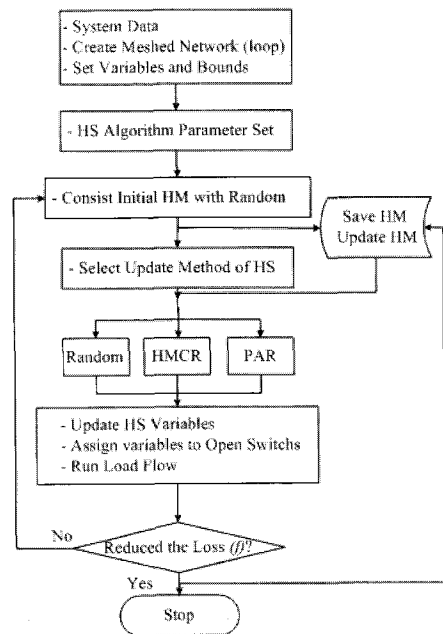 - System Data
- Create Meshed Network (loop)
- Set Variables and Bounds
- HS Algorithm Parameter Set
- Consist Initial HM with Random
Save HM
Update HM
- Select Update Method of HS
Random
HMCR
PAR
- Update HS Variables
- Assign variables to Open Switchs
- Run Load Flow
No
Reduced the Loss (f)?
Yes
Stop